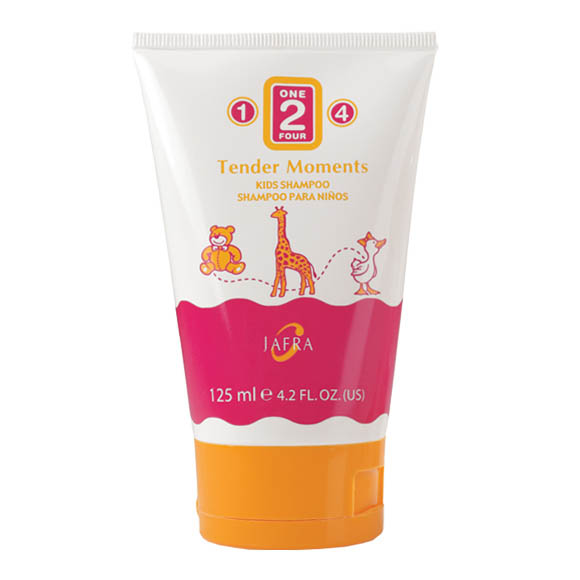 ONE
1 2 4
FOUR
Tender Moments
KIDS SHAMPOO
SHAMPOO PARA NIÑOS
JAFRA
125 ml e 4.2 FL. OZ. (US)